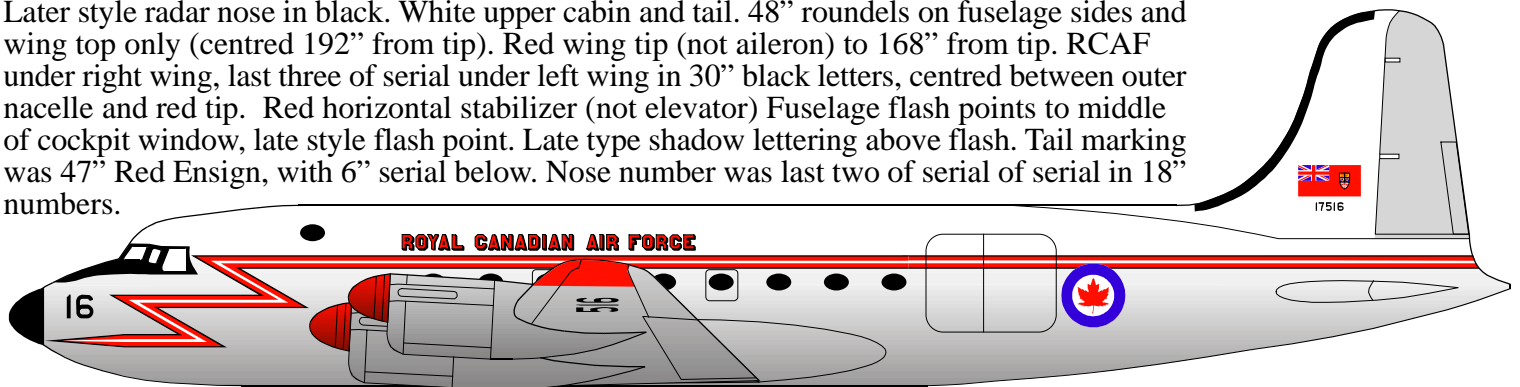 Later style radar nose in black. White upper cabin and tail. 48” roundels on fuselage sides and
wing top only (centred 192” from tip). Red wing tip (not aileron) to 168” from tip. RCAF
under right wing, last three of serial under left wing in 30” black letters, centred between outer
nacelle and red tip.  Red horizontal stabilizer (not elevator) Fuselage flash points to middle
of cockpit window, late style flash point. Late type shadow lettering above flash. Tail marking
was 47” Red Ensign, with 6” serial below. Nose number was last two of serial of serial in 18”
numbers.
17516
ROYAL CANADIAN AIR FORCE
16
516